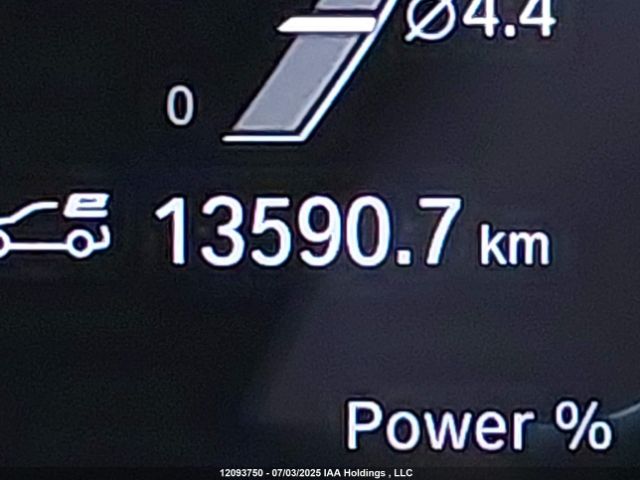 Ø4.4
0
e 13590.7 km
Power %
12093750 - 07/03/2025 IAA Holdings , LLC